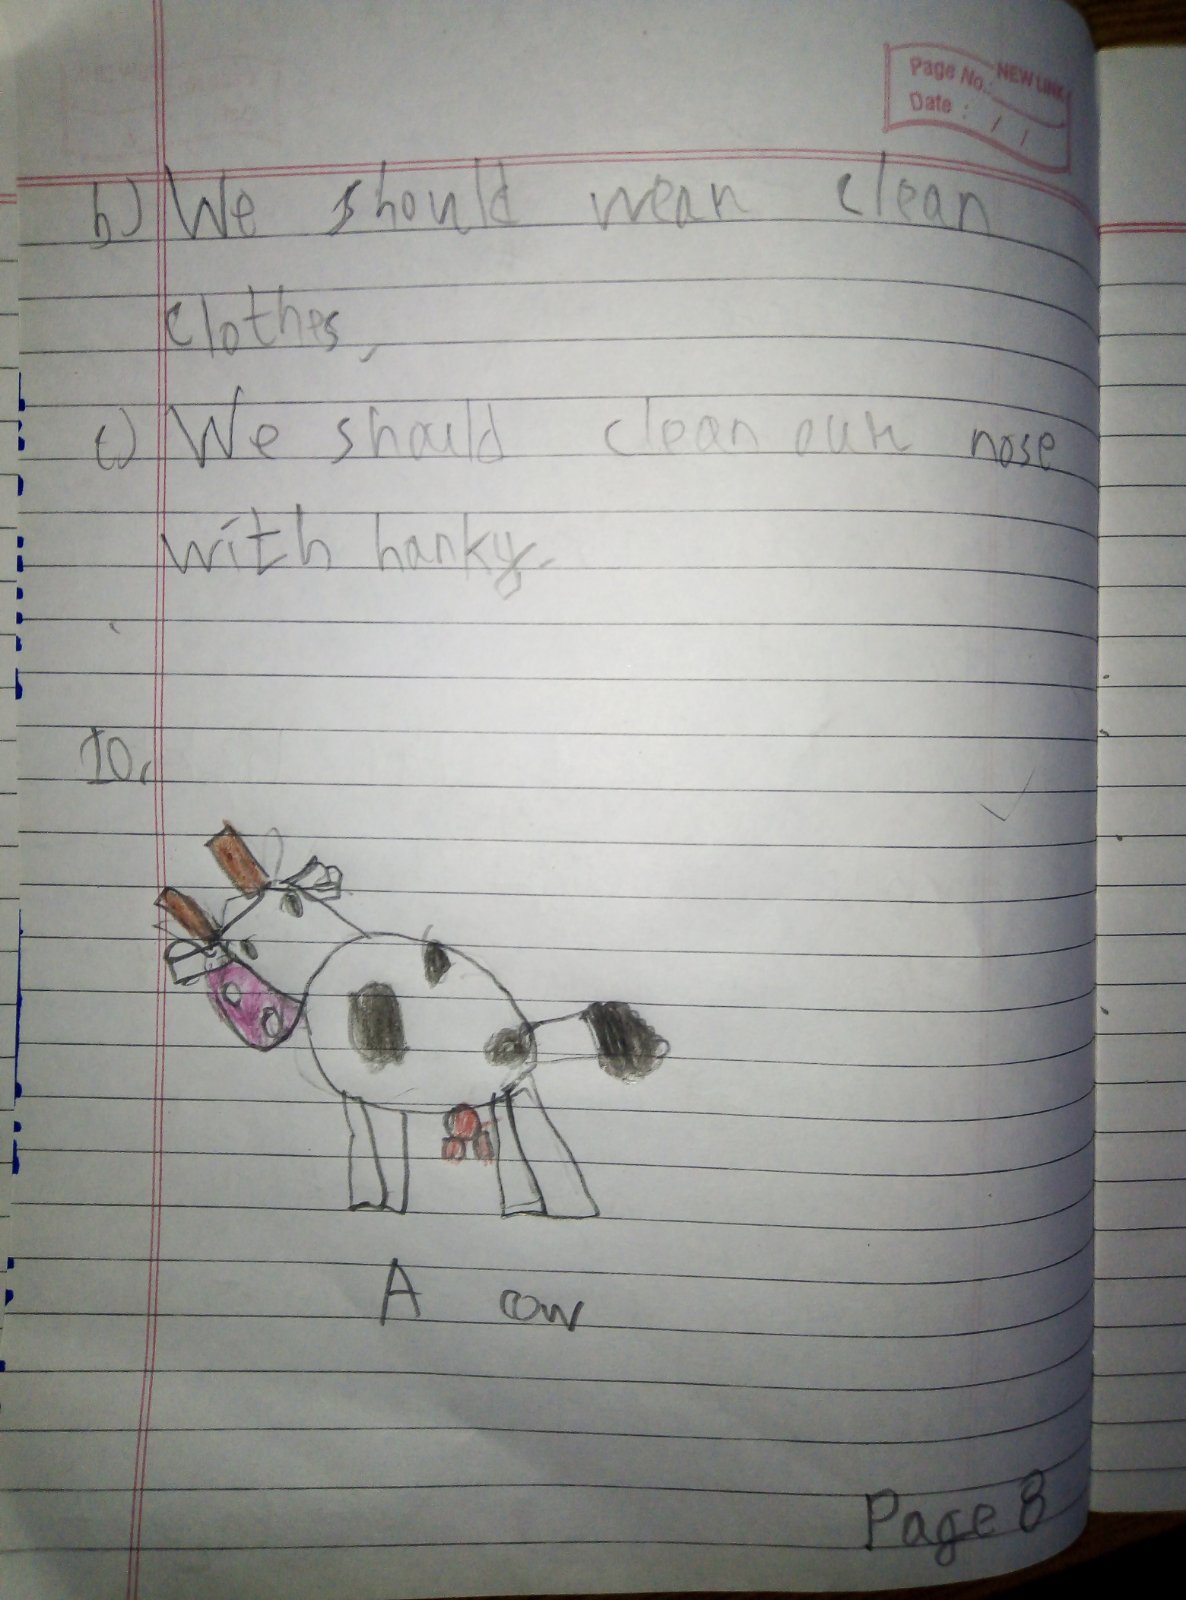 Page No.: NEW LINK
Date : / /
b) We should wear clean
clothes,
c) We should clean our nose
with hanky.
10.
A cow
Page 8